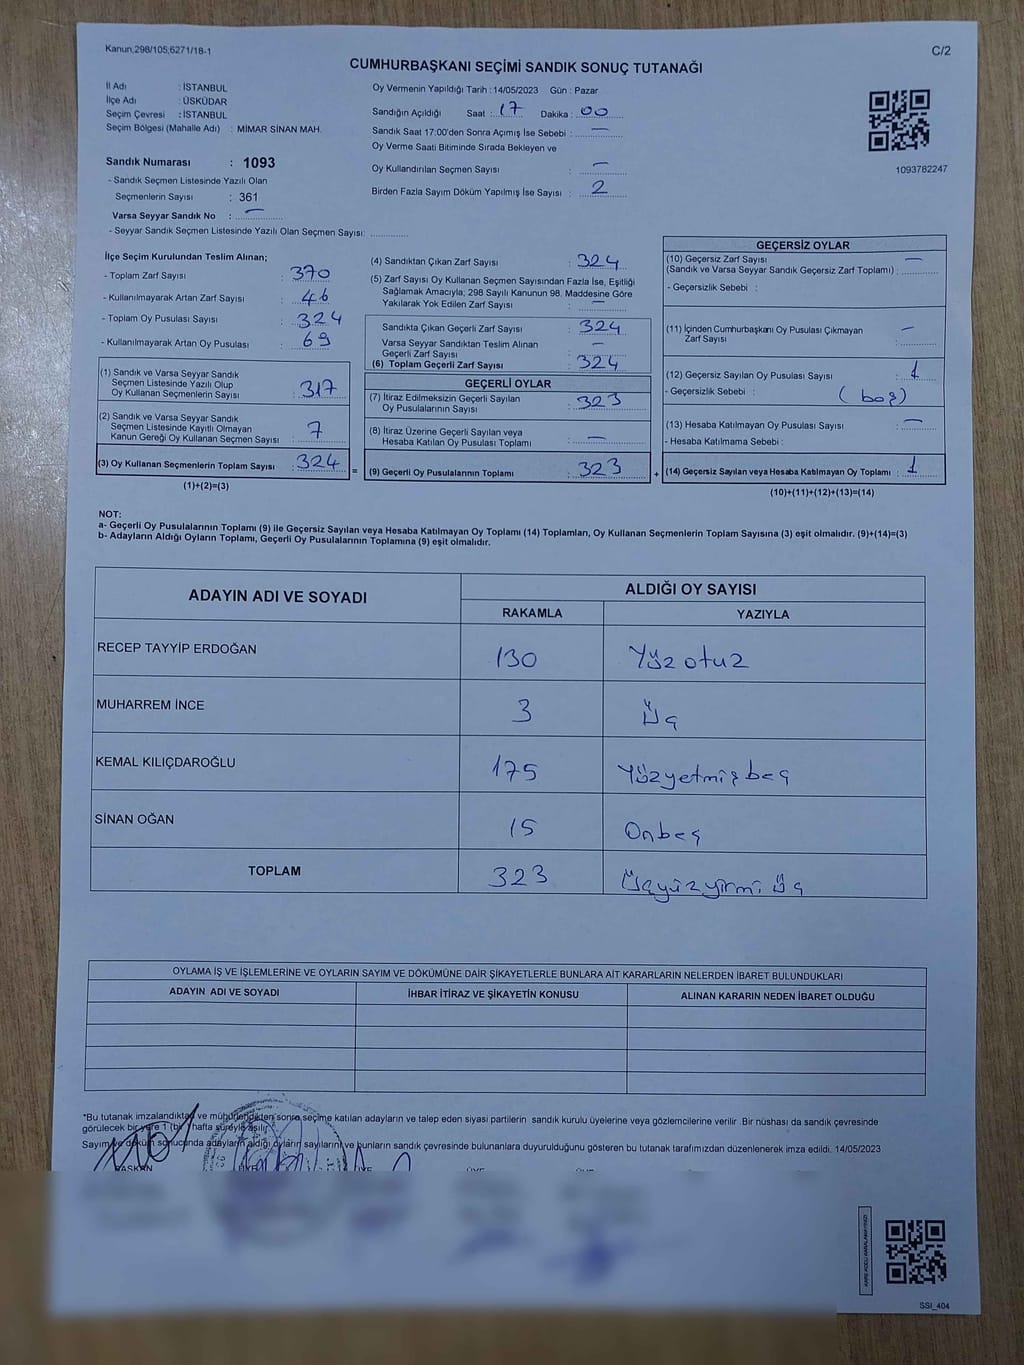 Kanun,298/105;6271/18-1
C/2
CUMHURBAŞKANI SEÇİMİ SANDIK SONUÇ TUTANAĞI
İl Adı : İSTANBUL
İlçe Adı : ÜSKÜDAR
Seçim Çevresi : İSTANBUL
Seçim Bölgesi (Mahalle Adı) : MİMAR SİNAN MAH.
Sandık Numarası : 1093
- Sandık Seçmen Listesinde Yazılı Olan
Seçmenlerin Sayısı : 361
Varsa Seyyar Sandık No : —
- Seyyar Sandık Seçmen Listesinde Yazılı Olan Seçmen Sayısı:
Oy Vermenin Yapıldığı Tarih : 14/05/2023 Gün : Pazar
Sandığın Açıldığı Saat : 17 Dakika : 00
Sandık Saat 17:00'den Sonra Açımış İse Sebebi : —
Oy Verme Saati Bitiminde Sırada Bekleyen ve
Oy Kullandırılan Seçmen Sayısı : —
Birden Fazla Sayım Döküm Yapılmış İse Sayısı : 2
1093782247
İlçe Seçim Kurulundan Teslim Alınan;
- Toplam Zarf Sayısı : 370
- Kullanılmayarak Artan Zarf Sayısı : 46
- Toplam Oy Pusulası Sayısı : 324
- Kullanılmayarak Artan Oy Pusulası : 69
(1) Sandık ve Varsa Seyyar Sandık
Seçmen Listesinde Yazılı Olup
Oy Kullanan Seçmenlerin Sayısı : 317
(2) Sandık ve Varsa Seyyar Sandık
Seçmen Listesinde Kayıtlı Olmayan
Kanun Gereği Oy Kullanan Seçmen Sayısı : 7
(3) Oy Kullanan Seçmenlerin Toplam Sayısı : 324
(1)+(2)=(3)
(4) Sandıktan Çıkan Zarf Sayısı : 324
(5) Zarf Sayısı Oy Kullanan Seçmen Sayısından Fazla İse, Eşitliği
Sağlamak Amacıyla; 298 Sayılı Kanunun 98. Maddesine Göre
Yakılarak Yok Edilen Zarf Sayısı : —
Sandıkta Çıkan Geçerli Zarf Sayısı : 324
Varsa Seyyar Sandıktan Teslim Alınan
Geçerli Zarf Sayısı : —
(6) Toplam Geçerli Zarf Sayısı : 324
GEÇERLİ OYLAR
(7) İtiraz Edilmeksizin Geçerli Sayılan
Oy Pusulalarının Sayısı : 323
(8) İtiraz Üzerine Geçerli Sayılan veya
Hesaba Katılan Oy Pusulası Toplamı : —
= (9) Geçerli Oy Pusulalarının Toplamı : 323 +
GEÇERSİZ OYLAR
(10) Geçersiz Zarf Sayısı —
(Sandık ve Varsa Seyyar Sandık Geçersiz Zarf Toplamı) :
- Geçersizlik Sebebi :
(11) İçinden Cumhurbaşkanı Oy Pusulası Çıkmayan —
Zarf Sayısı :
(12) Geçersiz Sayılan Oy Pusulası Sayısı : 1
- Geçersizlik Sebebi : (boş)
(13) Hesaba Katılmayan Oy Pusulası Sayısı : —
- Hesaba Katılmama Sebebi :
(14) Geçersiz Sayılan veya Hesaba Katılmayan Oy Toplamı : 1
(10)+(11)+(12)+(13)=(14)
NOT:
a- Geçerli Oy Pusulalarının Toplamı (9) ile Geçersiz Sayılan veya Hesaba Katılmayan Oy Toplamı (14) Toplamları, Oy Kullanan Seçmenlerin Toplam Sayısına (3) eşit olmalıdır. (9)+(14)=(3)
b- Adayların Aldığı Oyların Toplamı, Geçerli Oy Pusulalarının Toplamına (9) eşit olmalıdır.
ADAYIN ADI VE SOYADI
ALDIĞI OY SAYISI
RAKAMLA YAZIYLA
RECEP TAYYİP ERDOĞAN 130 Yüz otuz
MUHARREM İNCE 3 Üç
KEMAL KILIÇDAROĞLU 175 Yüzyetmişbeş
SİNAN OĞAN 15 Onbeş
TOPLAM 323 Üçyüzyirmi üç
OYLAMA İŞ VE İŞLEMLERİNE VE OYLARIN SAYIM VE DÖKÜMÜNE DAİR ŞİKAYETLERLE BUNLARA AİT KARARLARIN NELERDEN İBARET BULUNDUKLARI
ADAYIN ADI VE SOYADI İHBAR İTİRAZ VE ŞİKAYETİN KONUSU ALINAN KARARIN NEDEN İBARET OLDUĞU
*Bu tutanak imzalandıktan ve mühürlendikten sonra seçime katılan adayların ve talep eden siyasi partilerin sandık kurulu üyelerine veya gözlemcilerine verilir. Bir nüshası da sandık çevresinde
görülecek bir yere 1 (bir) hafta süreyle asılır.
Sayım ve döküm sonucunda adayların aldığı oyların sayılarını ve bunların sandık çevresinde bulunanlara duyurulduğunu gösteren bu tutanak tarafımızdan düzenlenerek imza edildi. 14/05/2023
BAŞKAN ÜYE ÜYE ÜYE ÜYE
SSI_404